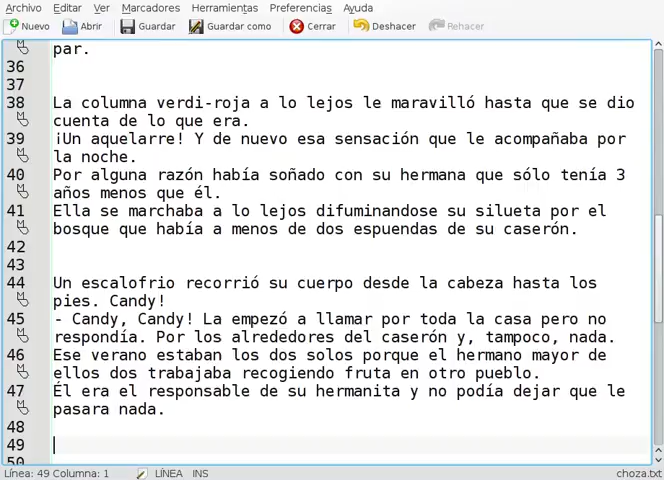 Archivo Editar Ver Marcadores Herramientas Preferencias Ayuda
Nuevo Abrir Guardar Guardar como Cerrar Deshacer Rehacer
par.
36
37
38 La columna verdi-roja a lo lejos le maravilló hasta que se dio
cuenta de lo que era.
39 ¡Un aquelarre! Y de nuevo esa sensación que le acompañaba por
la noche.
40 Por alguna razón había soñado con su hermana que sólo tenía 3
años menos que él.
41 Ella se marchaba a lo lejos difuminandose su silueta por el
bosque que había a menos de dos espuendas de su caserón.
42
43
44 Un escalofrio recorrió su cuerpo desde la cabeza hasta los
pies. Candy!
45 - Candy, Candy! La empezó a llamar por toda la casa pero no
respondía. Por los alrededores del caserón y, tampoco, nada.
46 Ese verano estaban los dos solos porque el hermano mayor de
ellos dos trabajaba recogiendo fruta en otro pueblo.
47 Él era el responsable de su hermanita y no podía dejar que le
pasara nada.
48
49
50
Línea: 49 Columna: 1 LÍNEA INS choza.txt